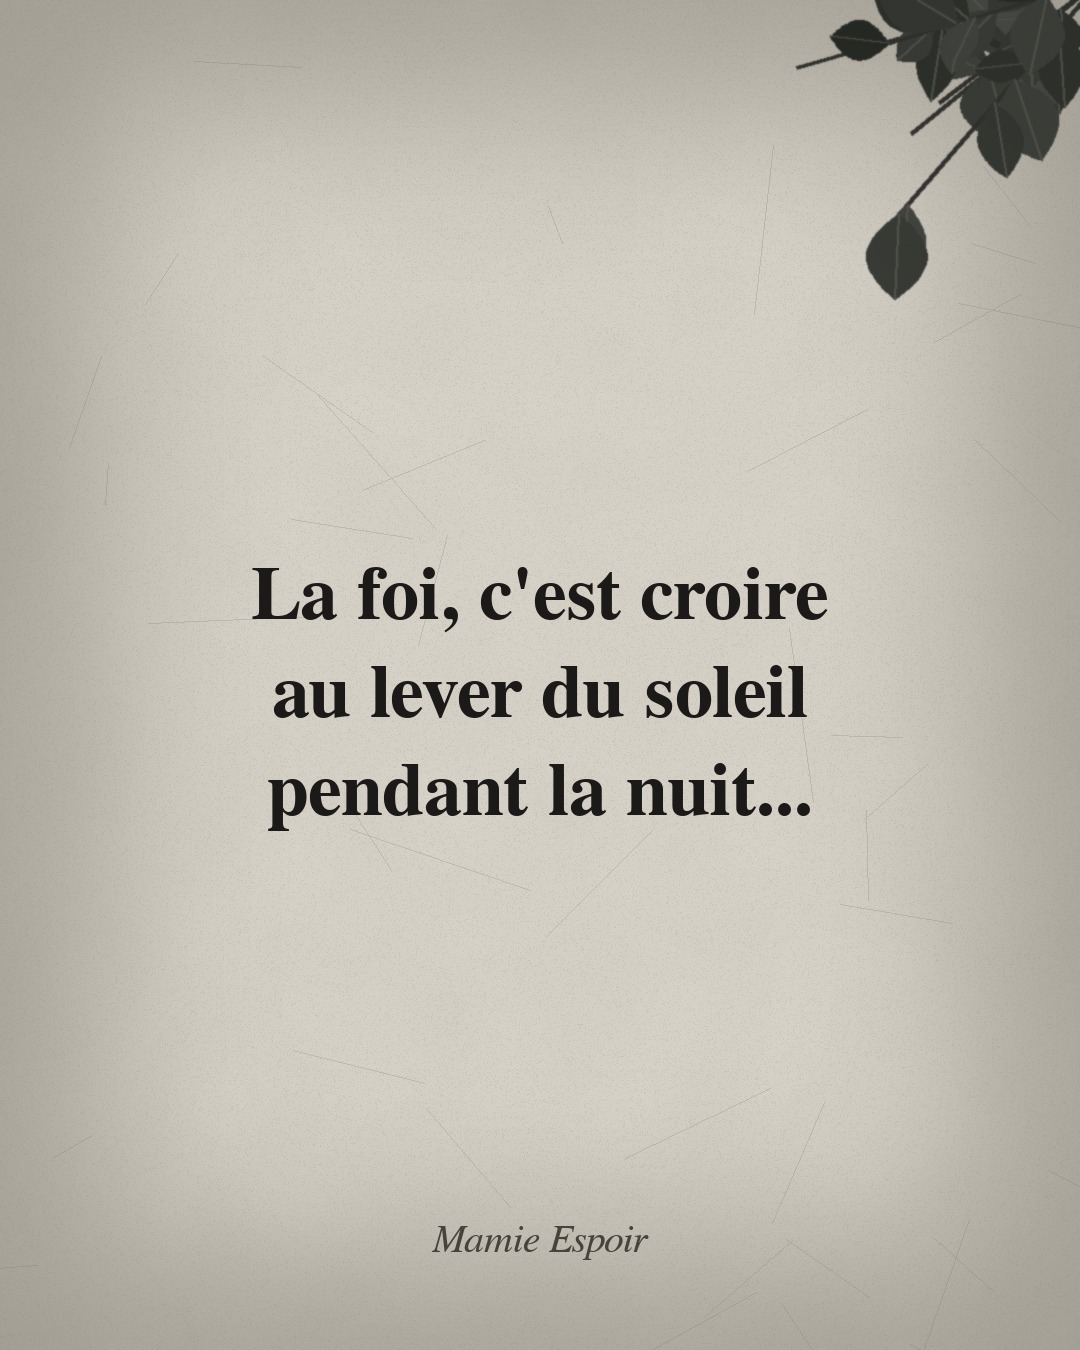 La foi, c'est croire
au lever du soleil
pendant la nuit...
Mamie Espoir